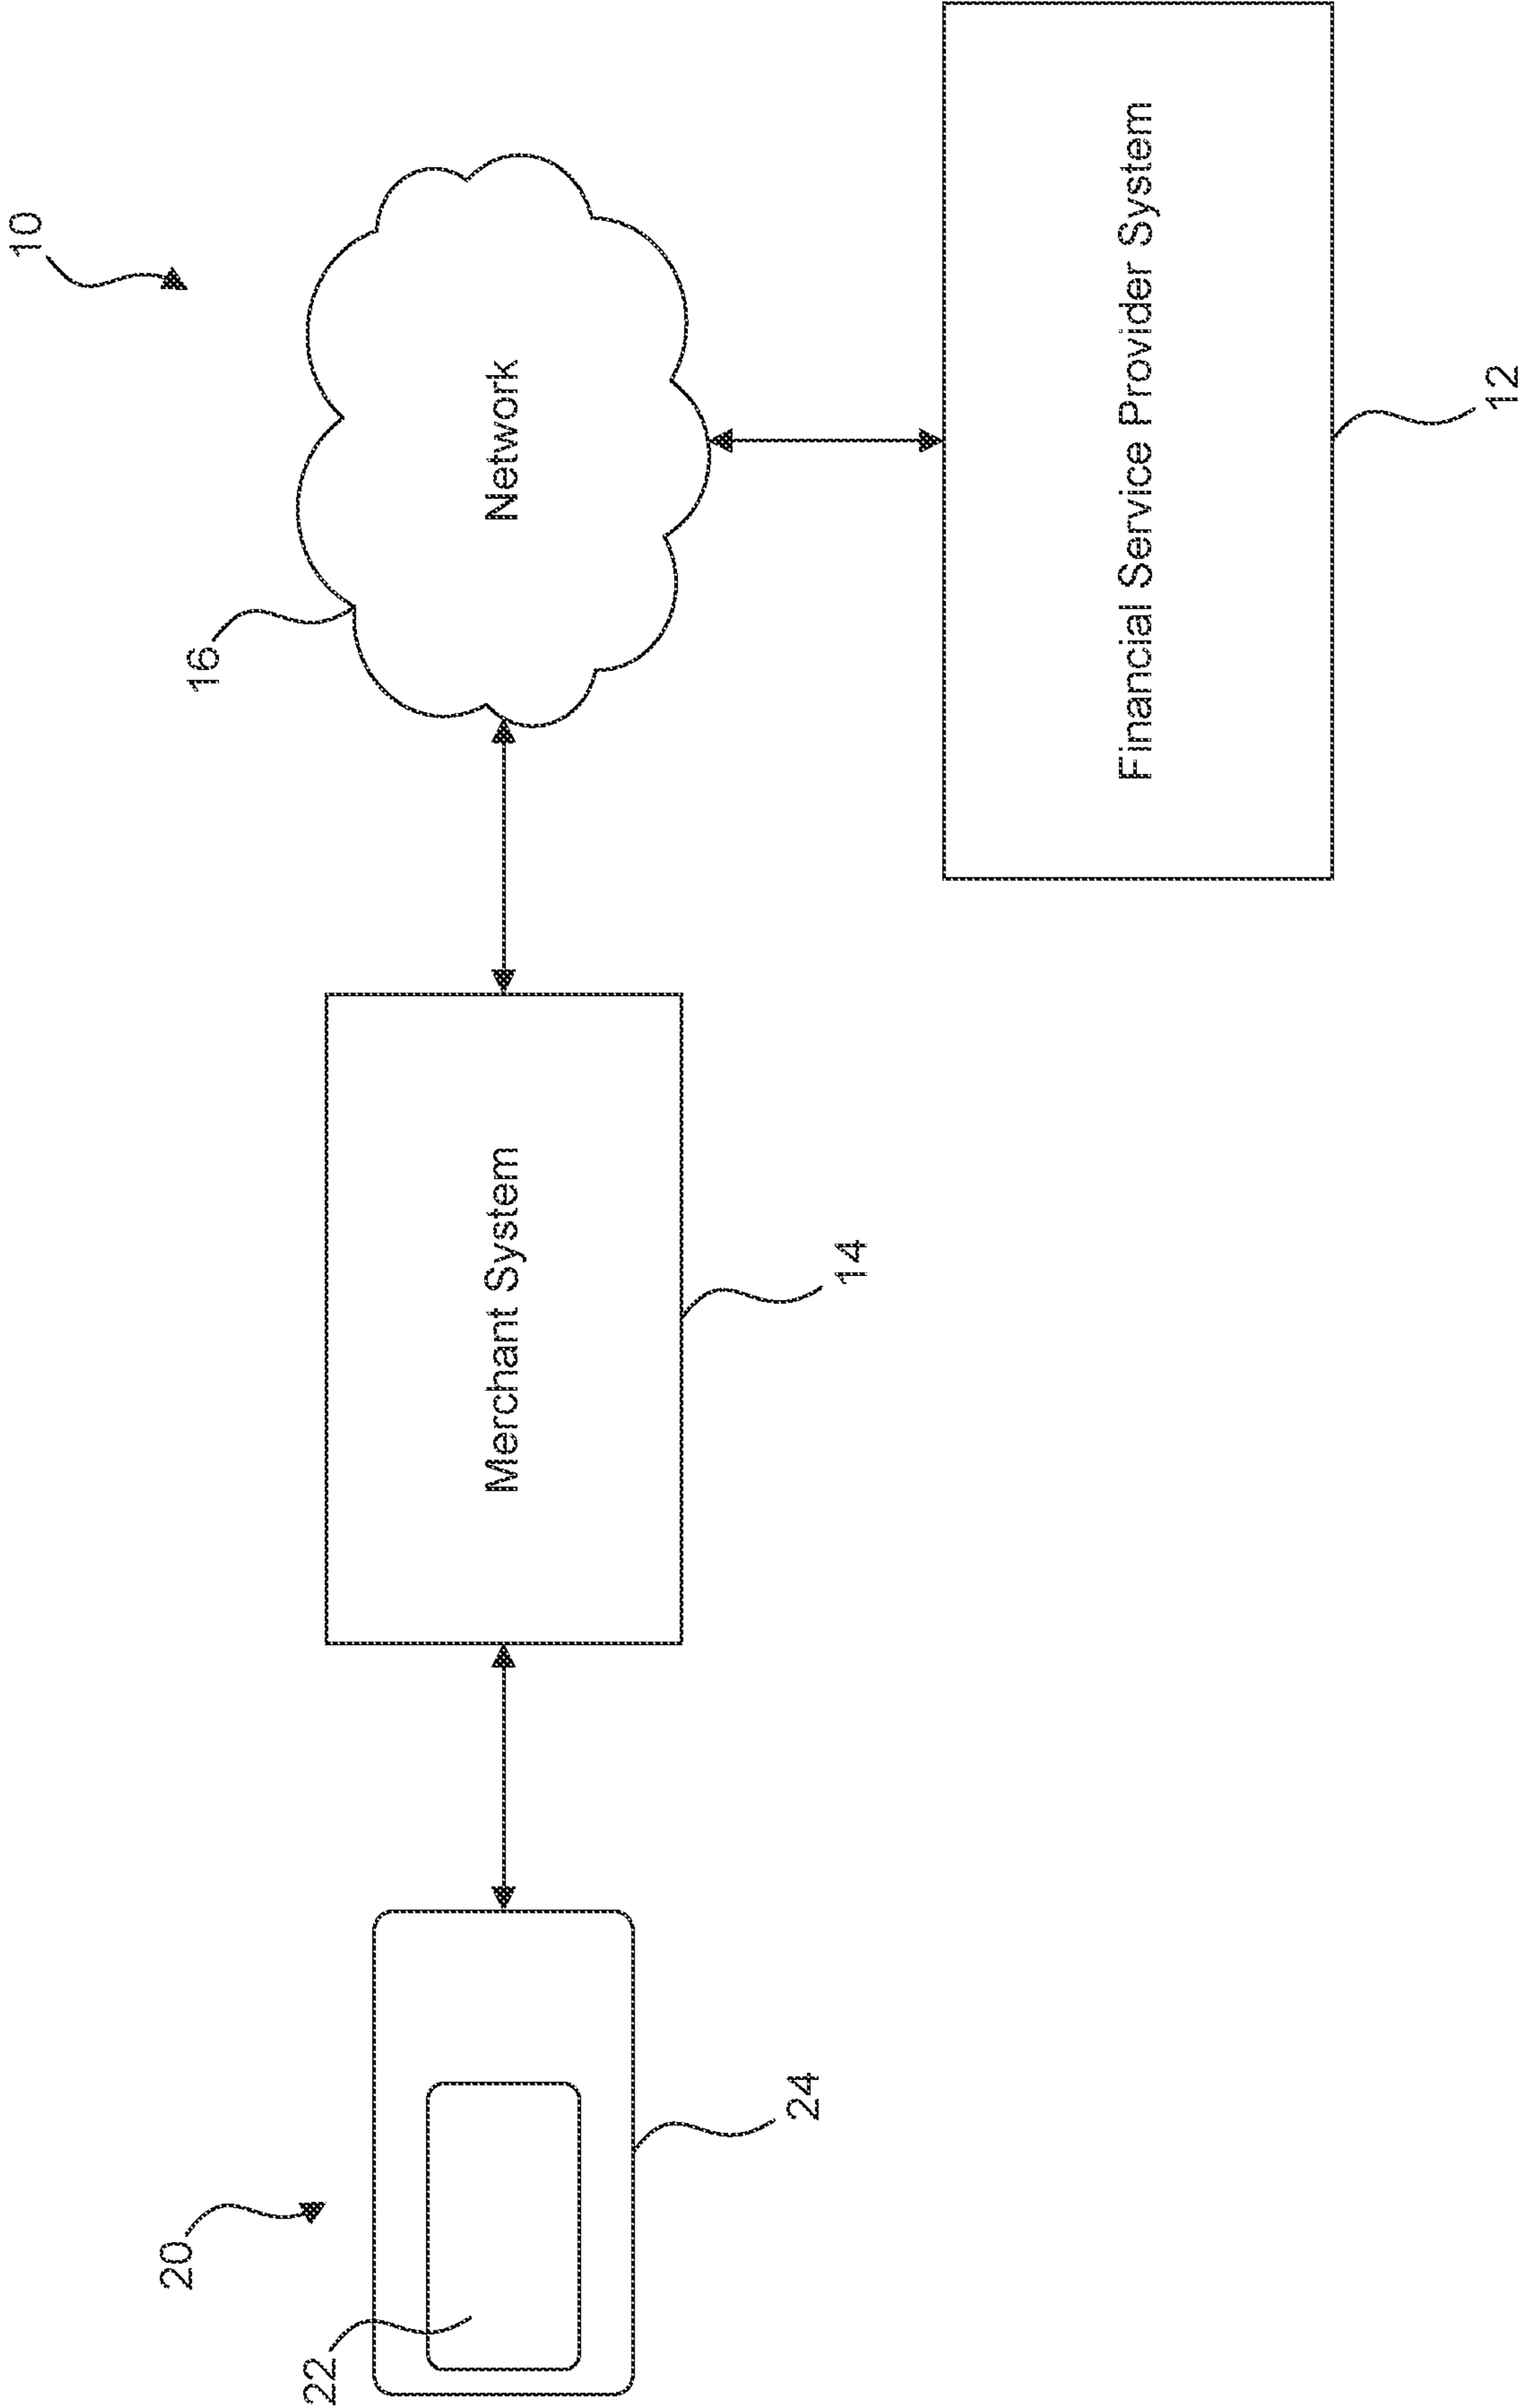 10
20
16
22
Merchant System
Network
24
14
Financial Service Provider System
12